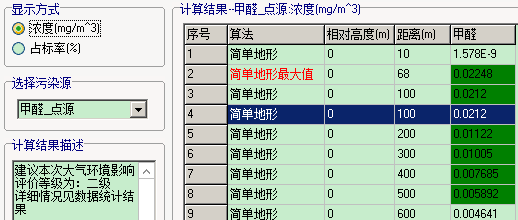 显示方式
浓度(mg/m^3)
占标率(%)
选择污染源
甲醛_点源
计算结果描述
建议本次大气环境影响
评价等级为：二级
详细情况见数据统计结
果
计算结果--甲醛_点源:浓度(mg/m^3)
序号 算法 相对高度(m) 距离(m) 甲醛
1 简单地形 0 10 1.578E-9
2 简单地形最大值 0 68 0.02248
3 简单地形 0 100 0.0212
4 简单地形 0 100 0.0212
5 简单地形 0 200 0.01122
6 简单地形 0 300 0.01005
7 简单地形 0 400 0.007685
8 简单地形 0 500 0.005892
9 简单地形 0 600 0.004641